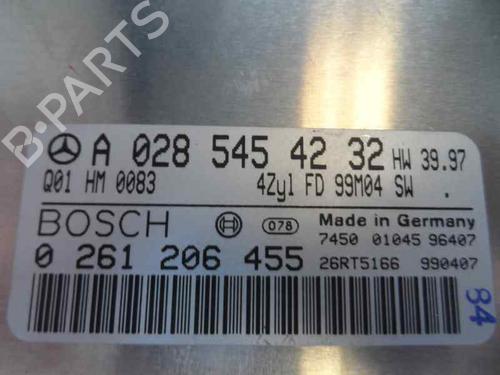 A 028 545 42 32 HW 39.97
Q01 HM 0083 4Zyl FD 99M04 SW .
BOSCH 078 Made in Germany
7450 01045 96407
0 261 206 455 26RT5166 990407
84
B-PARTS